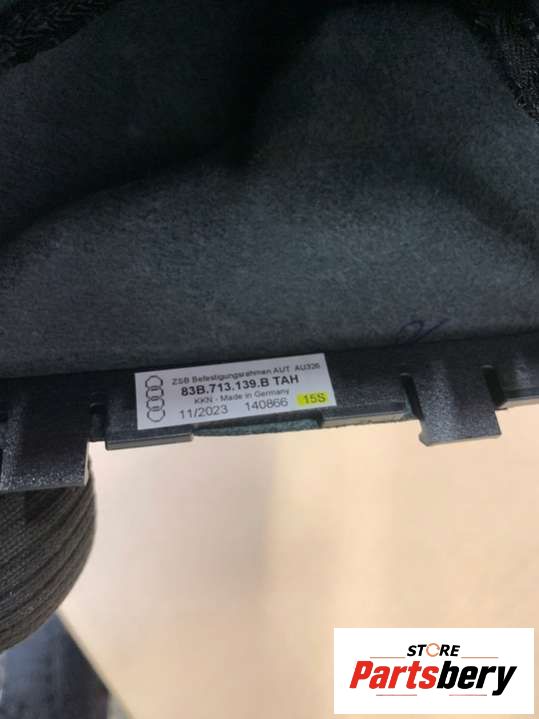 ZSB Befestigungsrahmen AUT AU326
83B.713.139.B TAH
KKN - Made in Germany
11/2023 140866 15S
STORE
Partsbery